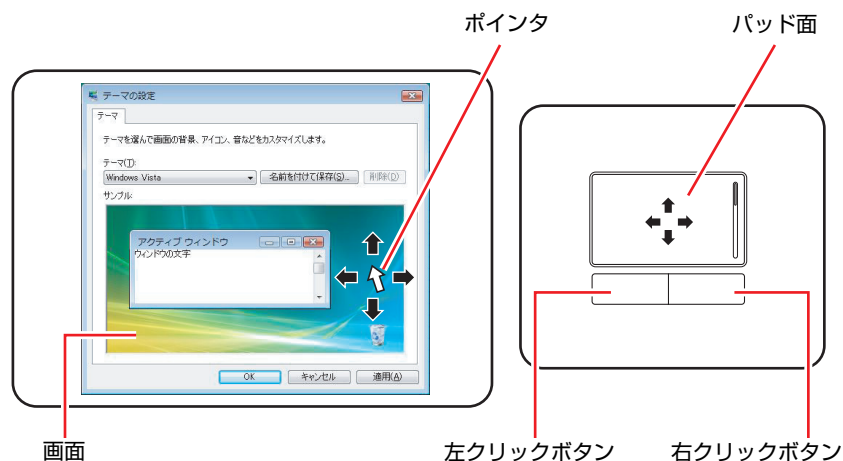 ポインタ
パッド面
テーマの設定
テーマ
テーマを選んで画面の背景、アイコン、音などをカスタマイズします。
テーマ(T):
Windows Vista
名前を付けて保存(S)...
削除(D)
サンプル:
アクティブ ウィンドウ
ウィンドウの文字
OK
キャンセル
適用(A)
画面
左クリックボタン
右クリックボタン